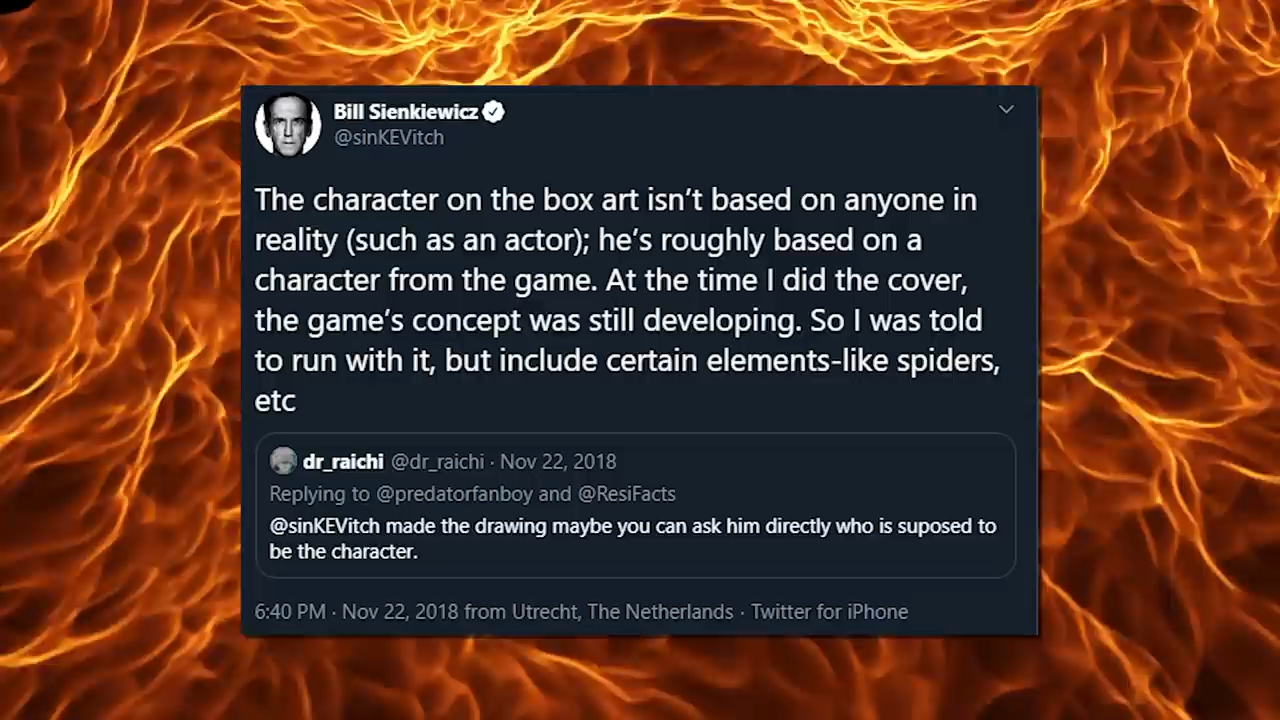 Bill Sienkiewicz
@sinKEVitch
The character on the box art isn’t based on anyone in
reality (such as an actor); he’s roughly based on a
character from the game. At the time I did the cover,
the game’s concept was still developing. So I was told
to run with it, but include certain elements-like spiders,
etc
dr_raichi @dr_raichi · Nov 22, 2018
Replying to @predatorfanboy and @ResiFacts
@sinKEVitch made the drawing maybe you can ask him directly who is suposed to
be the character.
6:40 PM · Nov 22, 2018 from Utrecht, The Netherlands · Twitter for iPhone